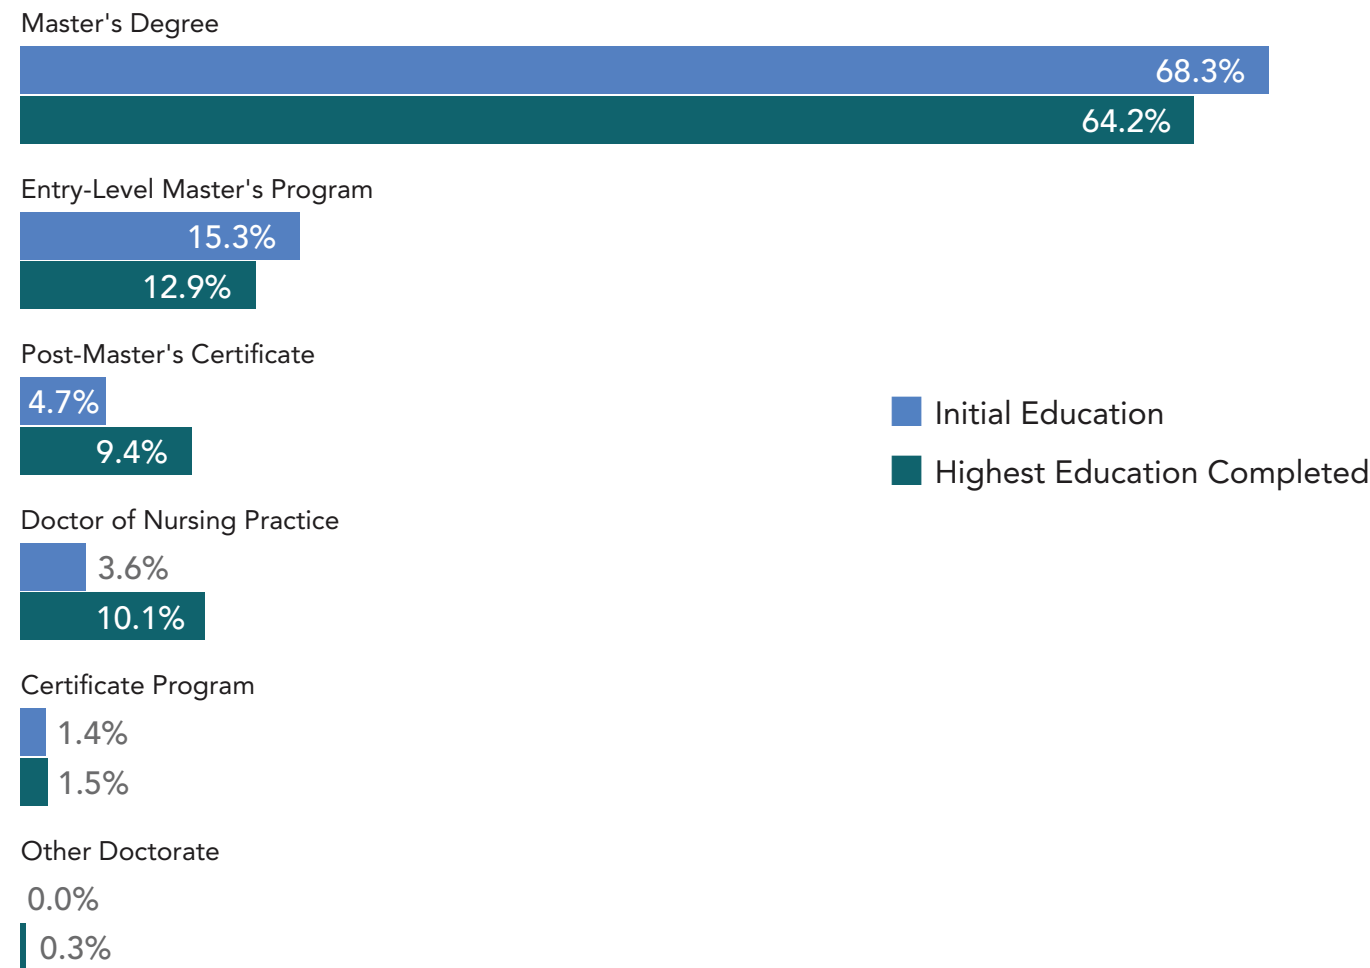 Master's Degree
68.3%
64.2%
Entry-Level Master's Program
15.3%
12.9%
Post-Master's Certificate
4.7%
9.4%
Initial Education
Highest Education Completed
Doctor of Nursing Practice
3.6%
10.1%
Certificate Program
1.4%
1.5%
Other Doctorate
0.0%
0.3%